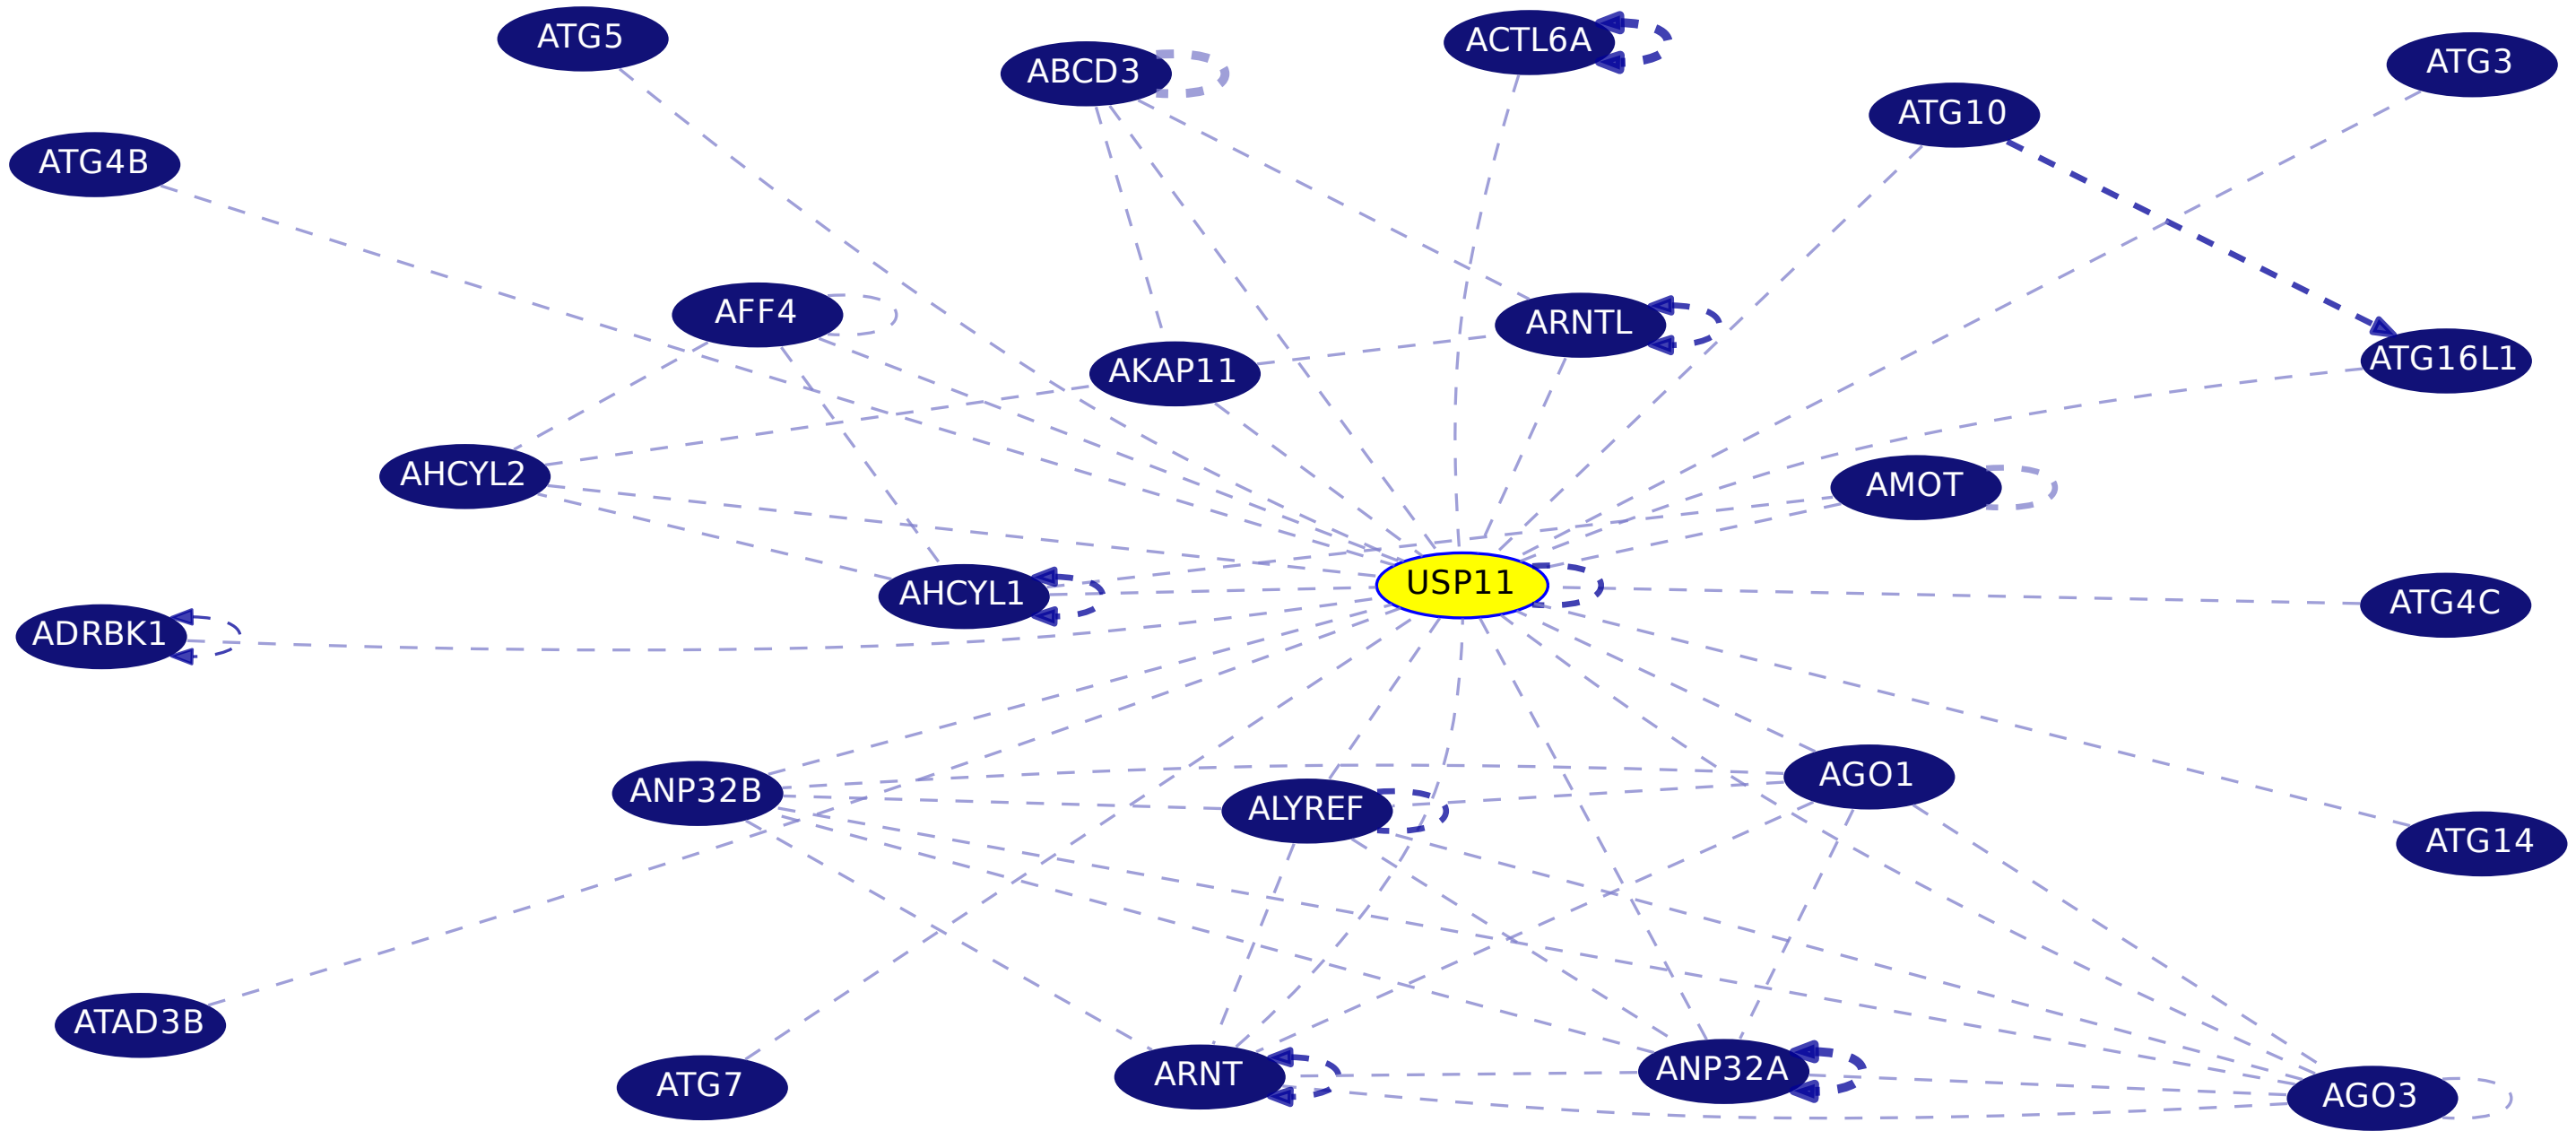 ATG5
ABCD3
ACTL6A
ATG3
ATG10
ATG4B
AFF4
ARNTL
AKAP11
ATG16L1
AHCYL2
AMOT
USP11
AHCYL1
ATG4C
ADRBK1
AGO1
ANP32B
ALYREF
ATG14
ATAD3B
ATG7
ARNT
ANP32A
AGO3